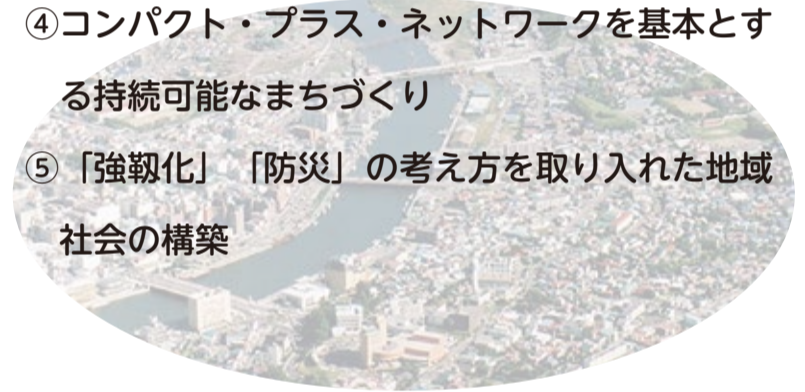 ④コンパクト・プラス・ネットワークを基本とす
る持続可能なまちづくり
⑤「強靱化」「防災」の考え方を取り入れた地域
社会の構築